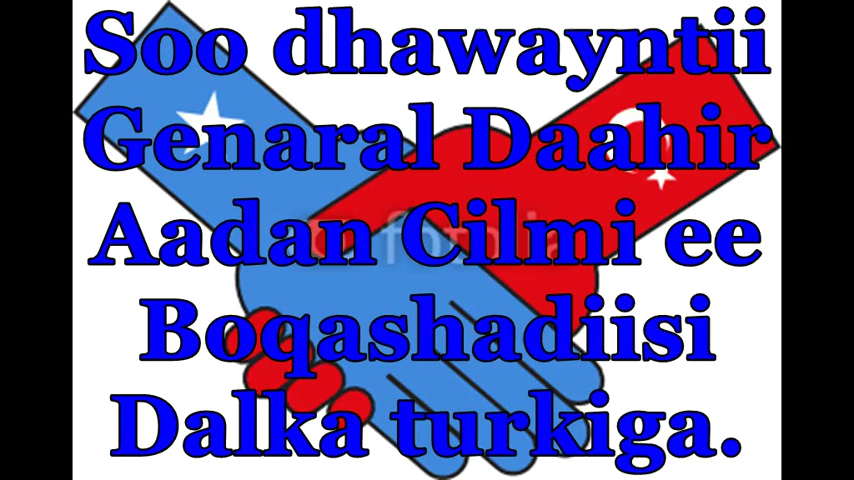 Soo dhawayntii
Genaral Daahir
Aadan Cilmi ee
Boqashadiisi
Dalka turkiga.